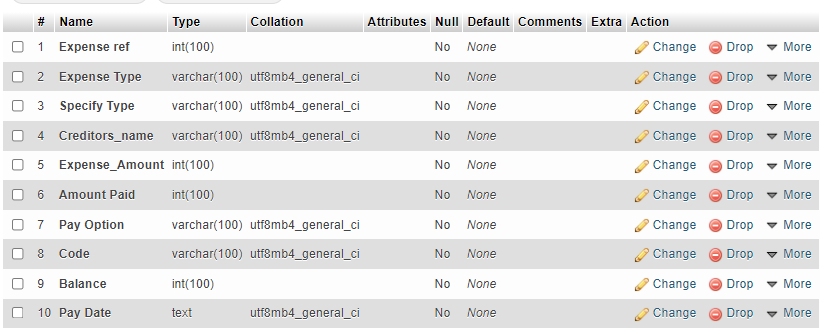 # Name Type Collation Attributes Null Default Comments Extra Action
1 Expense ref int(100) No None Change Drop More
2 Expense Type varchar(100) utf8mb4_general_ci No None Change Drop More
3 Specify Type varchar(100) utf8mb4_general_ci No None Change Drop More
4 Creditors_name varchar(100) utf8mb4_general_ci No None Change Drop More
5 Expense_Amount int(100) No None Change Drop More
6 Amount Paid int(100) No None Change Drop More
7 Pay Option varchar(100) utf8mb4_general_ci No None Change Drop More
8 Code varchar(100) utf8mb4_general_ci No None Change Drop More
9 Balance int(100) No None Change Drop More
10 Pay Date text utf8mb4_general_ci No None Change Drop More